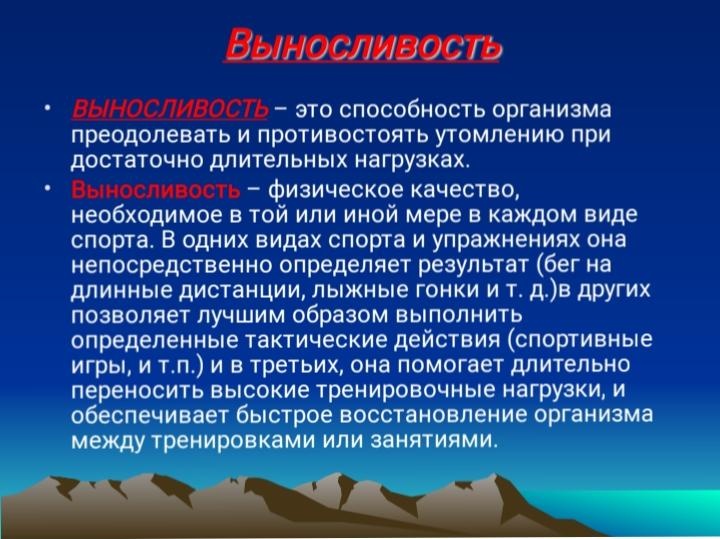 Выносливость
• ВЫНОСЛИВОСТЬ – это способность организма
преодолевать и противостоять утомлению при
достаточно длительных нагрузках.
• Выносливость – физическое качество,
необходимое в той или иной мере в каждом виде
спорта. В одних видах спорта и упражнениях она
непосредственно определяет результат (бег на
длинные дистанции, лыжные гонки и т. д.)в других
позволяет лучшим образом выполнить
определенные тактические действия (спортивные
игры, и т.п.) и в третьих, она помогает длительно
переносить высокие тренировочные нагрузки, и
обеспечивает быстрое восстановление организма
между тренировками или занятиями.